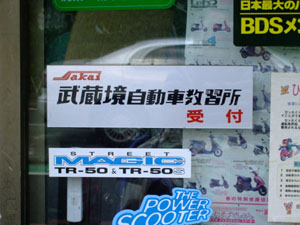 日本最大の
BDSメ
Sakai
武蔵境自動車教習所
受付
STREET
MAGIC
TR-50 & TR-50S
THE
POWER
SCOOTER